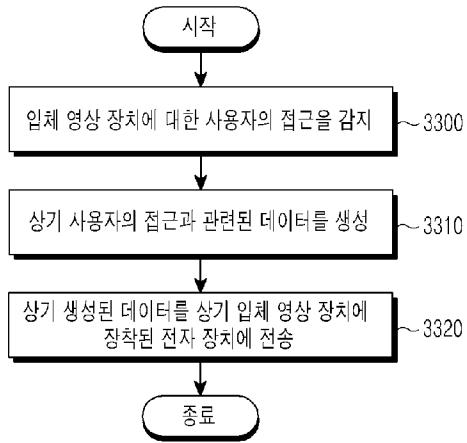 시작
입체 영상 장치에 대한 사용자의 접근을 감지
3300
상기 사용자의 접근과 관련된 데이터를 생성
3310
상기 생성된 데이터를 상기 입체 영상 장치에
장착된 전자 장치에 전송
3320
종료